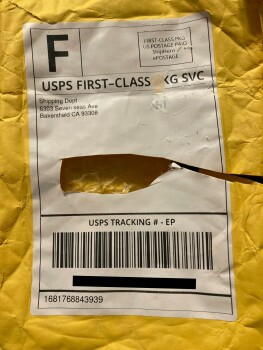 F
FIRST-CLASS PKG
US POSTAGE PAID
ePOSTAGE
USPS FIRST-CLASS KG SVC
Shipping Dept
6303 Seven seas Ave
Bakersfield CA 93308
USPS TRACKING # - EP
1681768843939